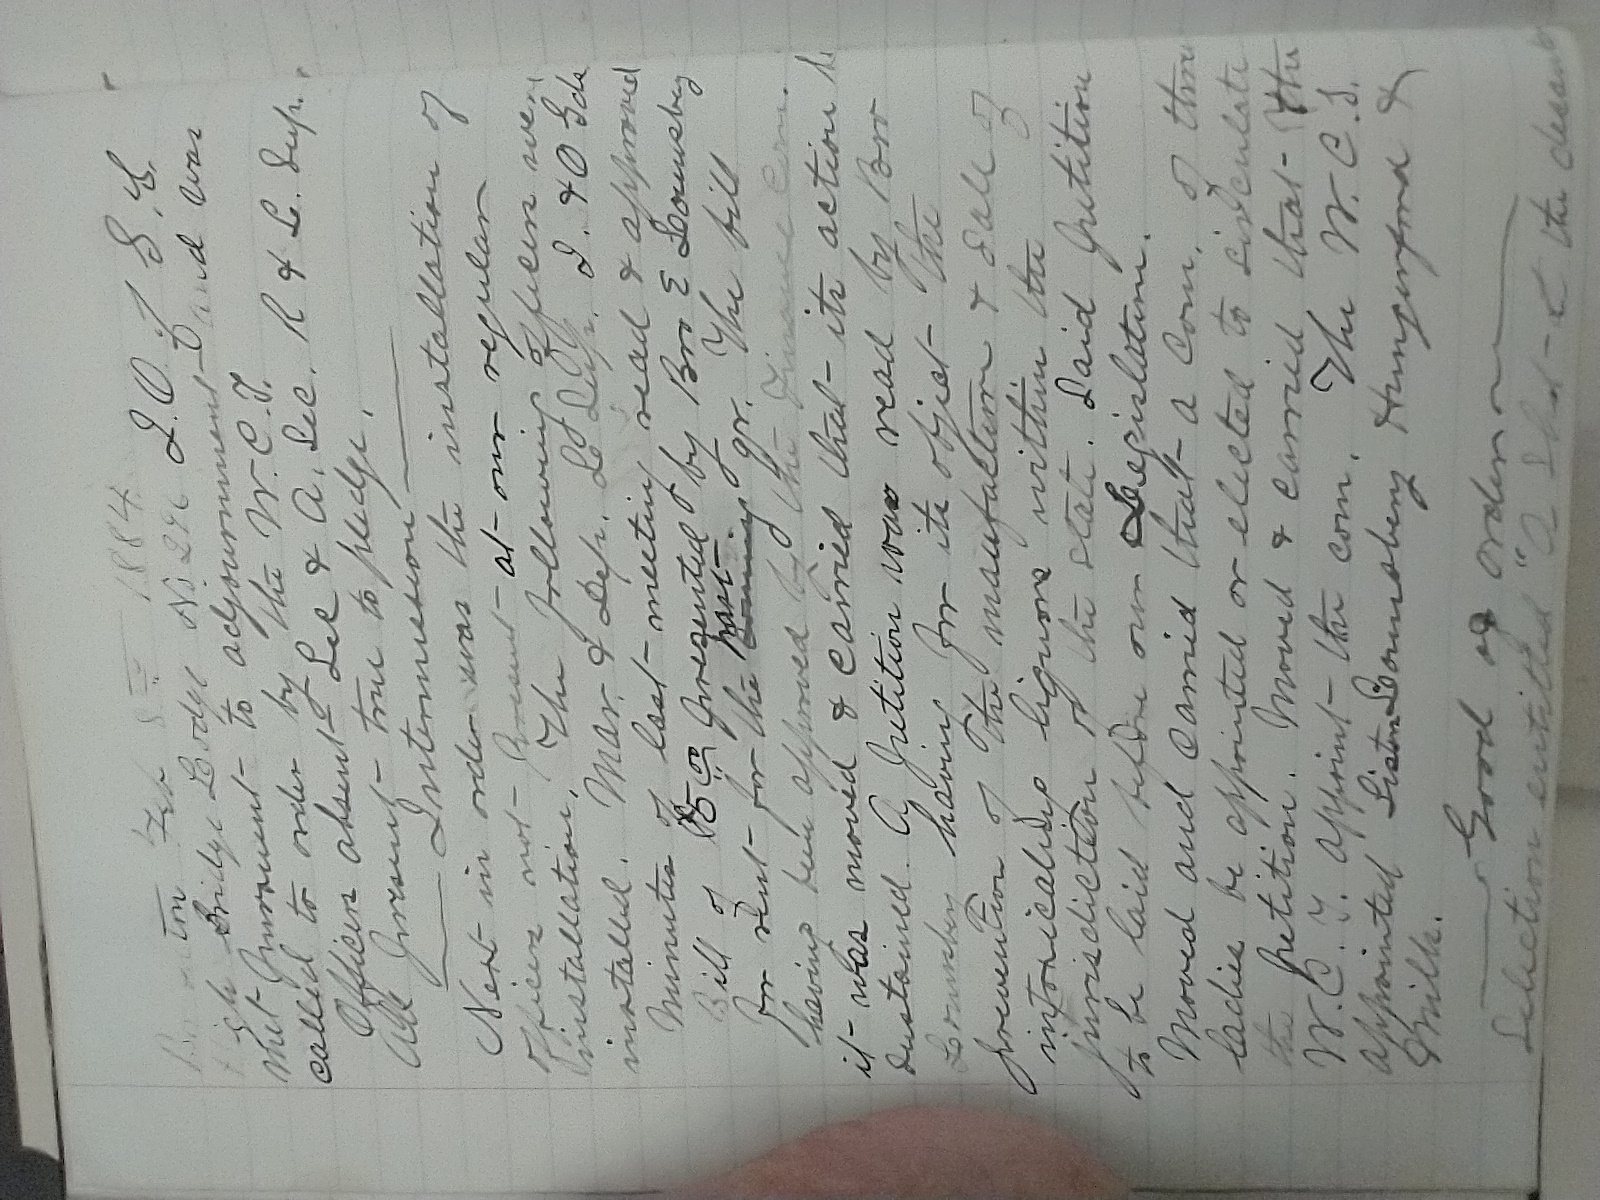 Feb 8th 1884
High Bridge Lodge No 296 I.O. of G.T.
met pursuant to adjournment and was
called to order by the W.C.T.
Officers absent Sec & A. Sec. R & L. Sup.
All present true to pledge.
Intermission
Next in order was the installation of
officers not present at our regular
installation. The following officers were
installed. Mar. & Dep. L Sup. I. & O Gds
Minutes of last meeting read & approved
Bill of $5.00 presented by Bro E Lounsbery
for rent for the past coming qr. The bill
having been approved by the Finance Com.
it was moved & carried that its action be
sustained. A petition was read by Bro
Lounsbery having for its object the
prevention of the maufacture & Sale of
intoxicating liquors within the
jurisdiction of the state. Said petition
to be laid before our Legislature.
Moved and carried that a Com. of three
ladies be appointed or elected to circulate
the petition. Moved & carried that the
W.C.T. appoint the com. The W.C.T.
appointed Sisters Lounsbery Hungerford &
Milk.
Good of order
Selection entitled "A Shot at the decanter